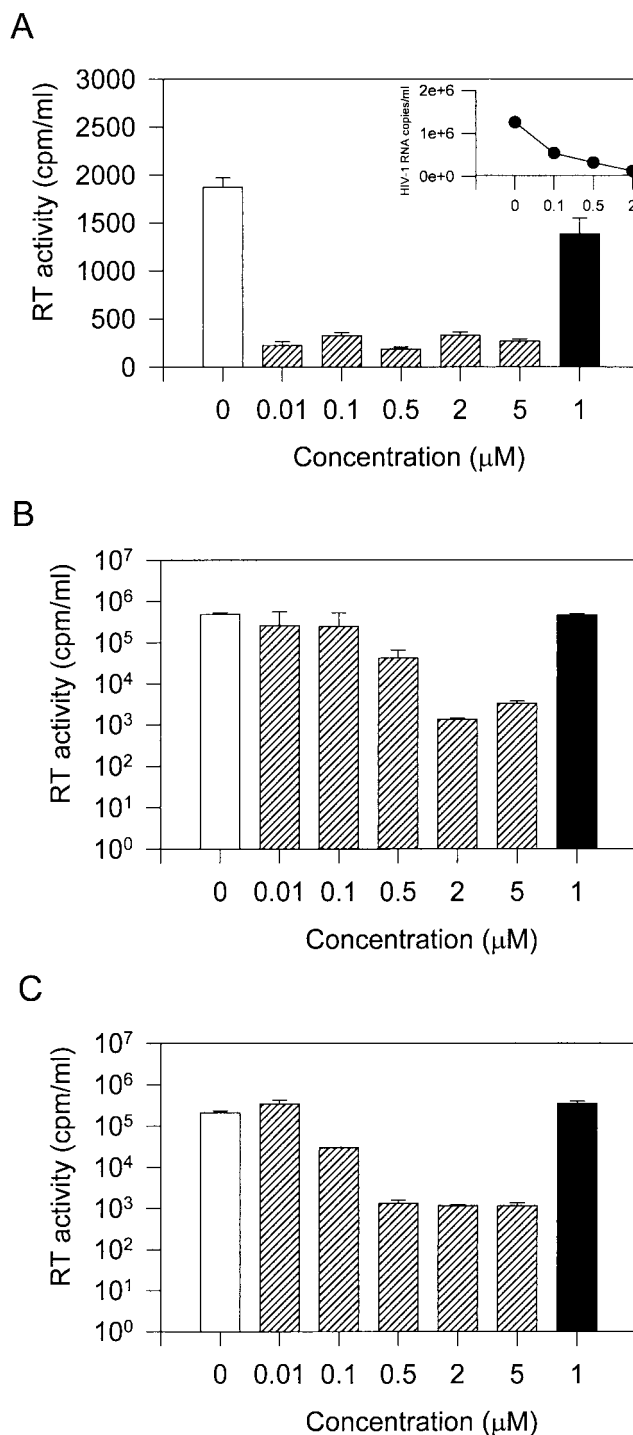 A
3000
2500
2000
1500
1000
500
0
RT activity (cpm/ml)
HIV-1 RNA copies/ml
2e+6
1e+6
0e+0
0 0.1 0.5 2
0 0.01 0.1 0.5 2 5 1
Concentration (μM)
B
10⁷
10⁶
10⁵
10⁴
10³
10²
10¹
10⁰
RT activity (cpm/ml)
0 0.01 0.1 0.5 2 5 1
Concentration (μM)
C
10⁷
10⁶
10⁵
10⁴
10³
10²
10¹
10⁰
RT activity (cpm/ml)
0 0.01 0.1 0.5 2 5 1
Concentration (μM)